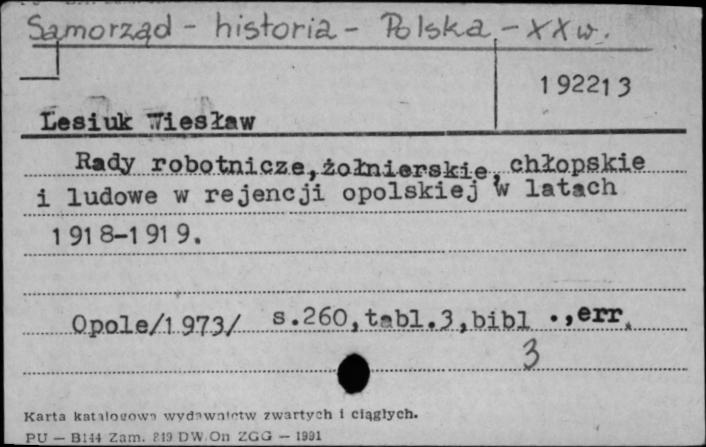 Samorząd - historia - Polska - XX w.
192213
Lesiuk Wiesław
Rady robotnicze, żołnierskie, chłopskie
i ludowe w rejencji opolskiej w latach
1918-1919.
Opole/1973/ s.260, tabl.3, bibl ., err.
3
Karta katalogowa wydawnictw zwartych i ciągłych.
PU — B144 Zam. 819 DW.On ZGG — 1991